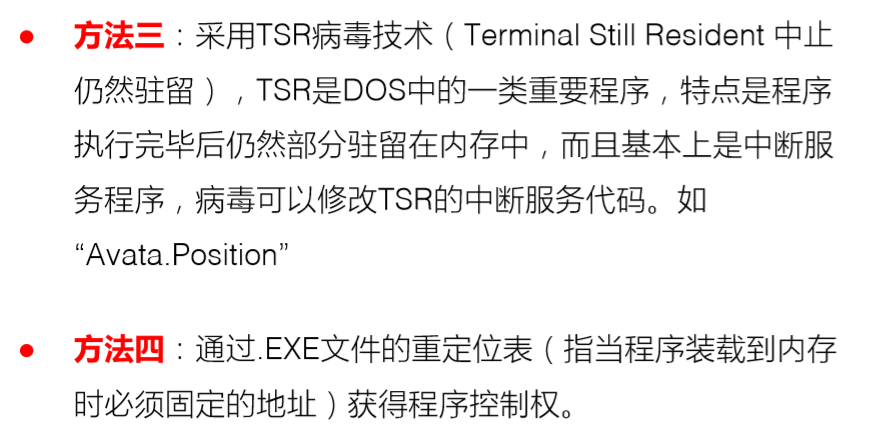 ● 方法三：采用TSR病毒技术（Terminal Still Resident 中止
仍然驻留），TSR是DOS中的一类重要程序，特点是程序
执行完毕后仍然部分驻留在内存中，而且基本上是中断服
务程序，病毒可以修改TSR的中断服务代码。如
“Avata.Position”
● 方法四：通过.EXE文件的重定位表（指当程序装载到内存
时必须固定的地址）获得程序控制权。